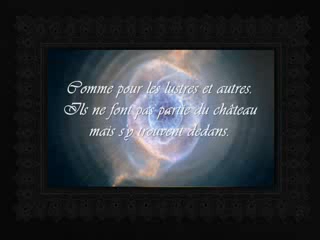 Comme pour les lustres et autres.
Ils ne font pas partie du château
mais s'y trouvent dedans.